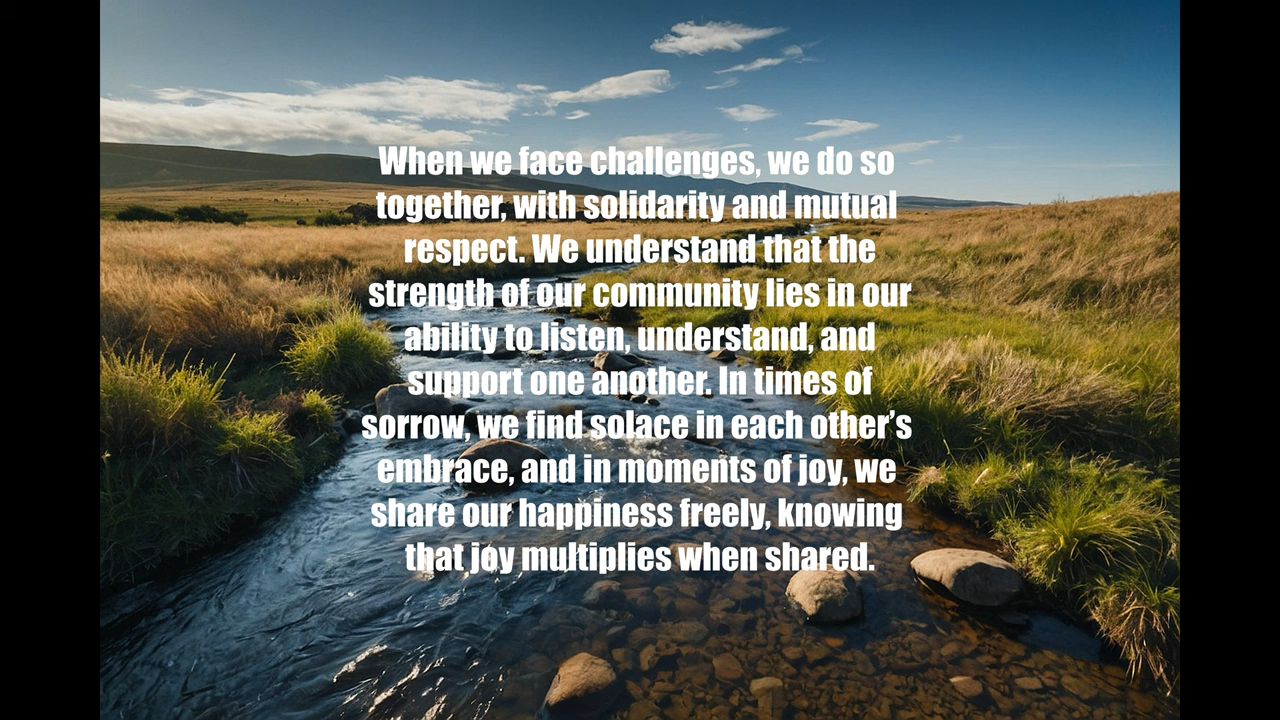 When we face challenges, we do so
together, with solidarity and mutual
respect. We understand that the
strength of our community lies in our
ability to listen, understand, and
support one another. In times of
sorrow, we find solace in each other’s
embrace, and in moments of joy, we
share our happiness freely, knowing
that joy multiplies when shared.